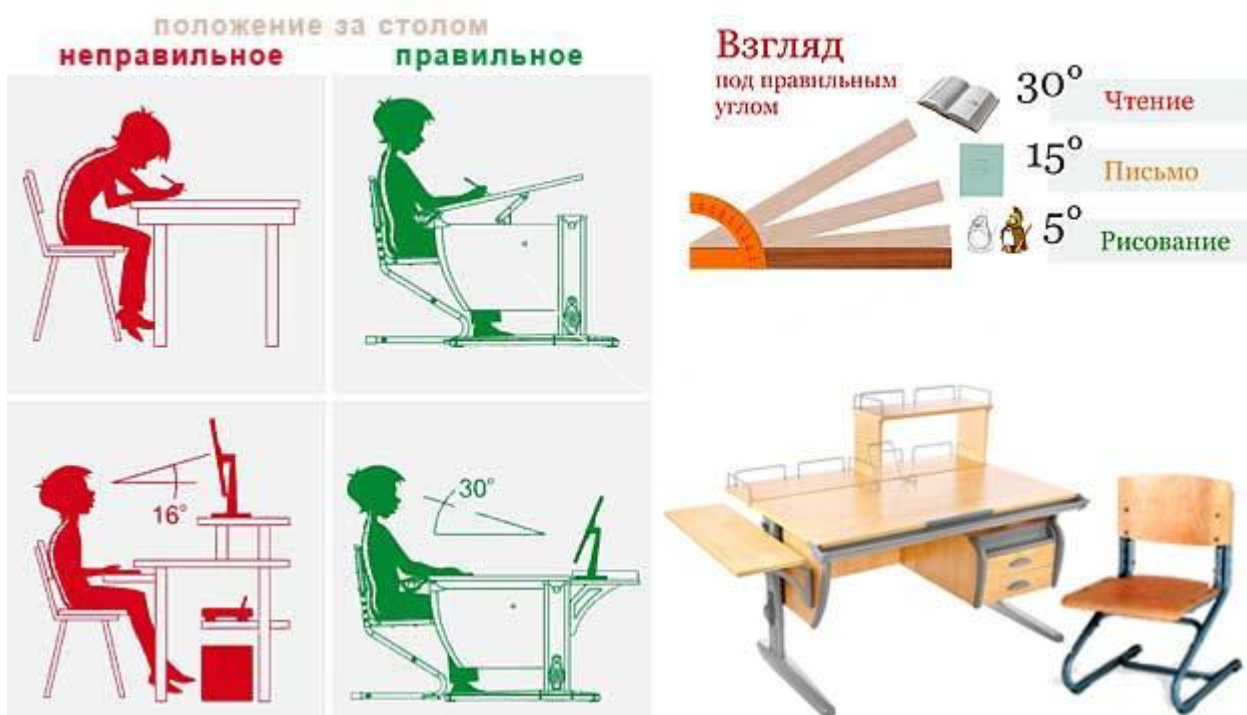 положение за столом
неправильное
правильное
16°
30°
Взгляд
под правильным
углом
30° Чтение
15° Письмо
5° Рисование